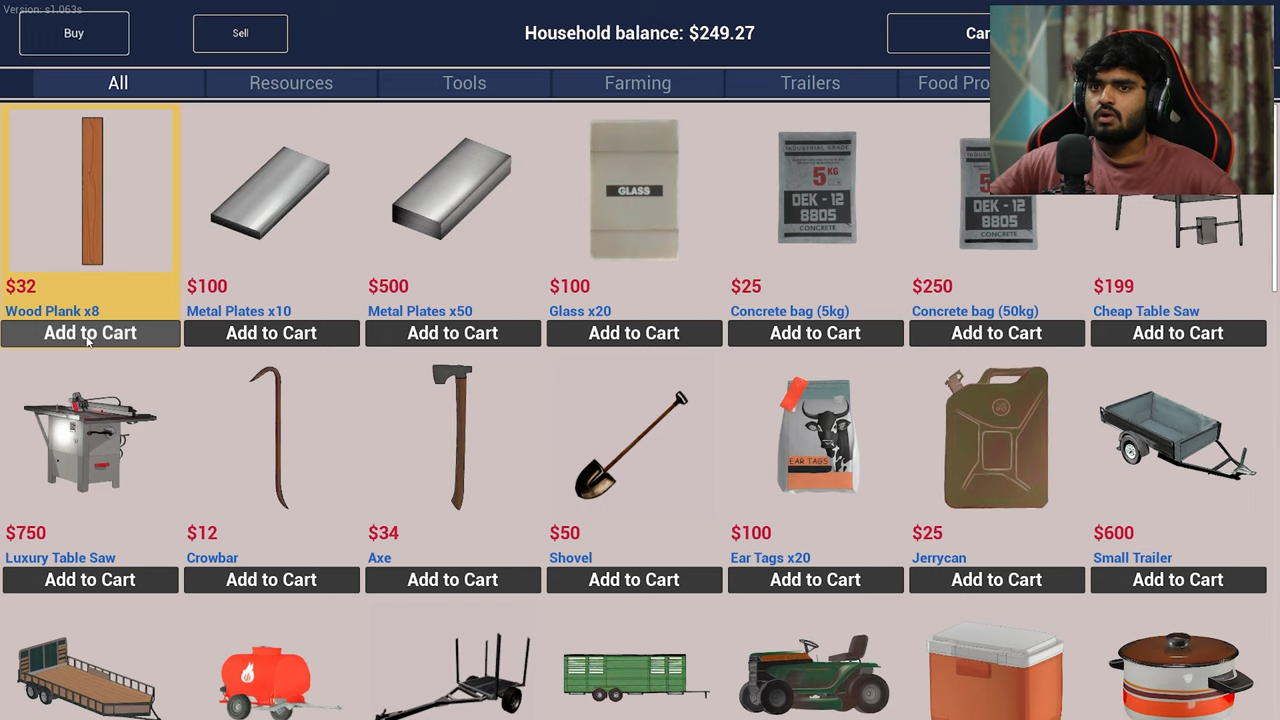 Version: s1.063s
Buy
Sell
Household balance: $249.27
All
Resources
Tools
Farming
Trailers
GLASS
INDUSTRIAL GRADE
5 KG
DEK - 12
8805
CONCRETE
DEK - 12
8805
CONCRETE
$32
$100
$500
$100
$25
$250
$199
Wood Plank x8
Metal Plates x10
Metal Plates x50
Glass x20
Concrete bag (5kg)
Concrete bag (50kg)
Cheap Table Saw
Add to Cart
Add to Cart
Add to Cart
Add to Cart
Add to Cart
Add to Cart
Add to Cart
EAR TAGS
$750
$12
$34
$50
$100
$25
$600
Luxury Table Saw
Crowbar
Axe
Shovel
Ear Tags x20
Jerrycan
Small Trailer
Add to Cart
Add to Cart
Add to Cart
Add to Cart
Add to Cart
Add to Cart
Add to Cart